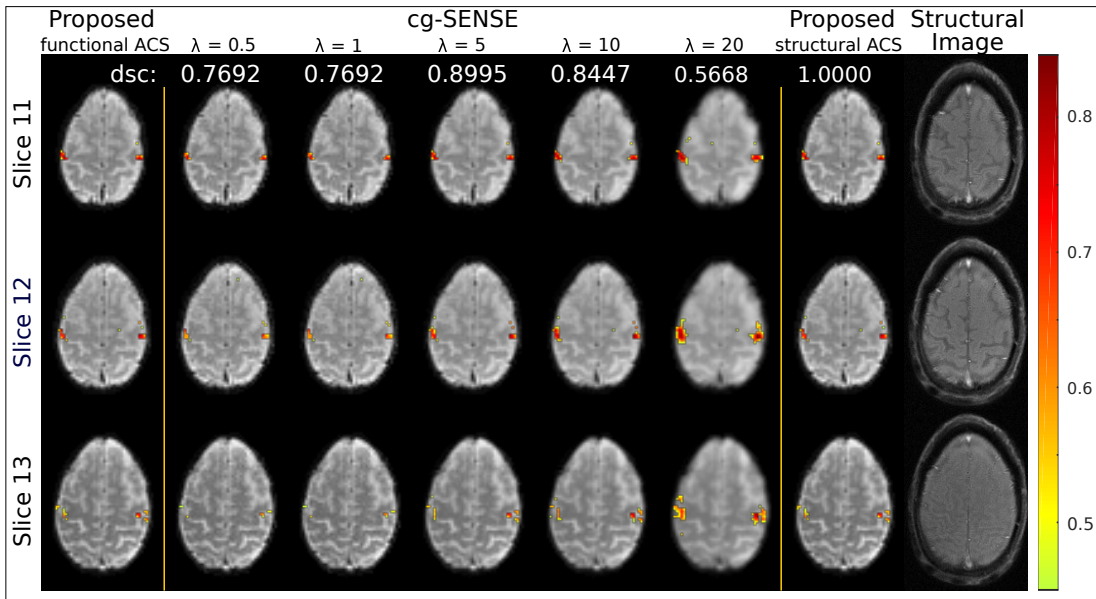 Proposed cg-SENSE Proposed Structural
functional ACS λ = 0.5 λ = 1 λ = 5 λ = 10 λ = 20 structural ACS Image
dsc: 0.7692 0.7692 0.8995 0.8447 0.5668 1.0000
Slice 11
Slice 12
Slice 13
0.8
0.7
0.6
0.5